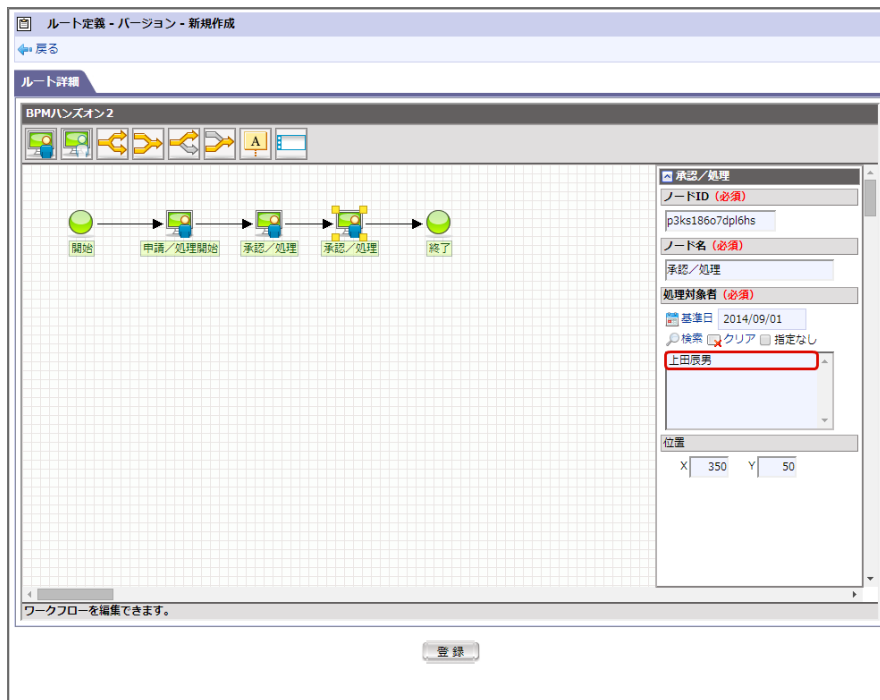 ルート定義 - バージョン - 新規作成
戻る
ルート詳細
BPMハンズオン2
A
開始
申請／処理開始
承認／処理
承認／処理
終了
承認／処理
ノードID（必須）
p3ks186o7dpl6hs
ノード名（必須）
承認／処理
処理対象者（必須）
基準日 2014/09/01
検索 クリア 指定なし
上田辰男
位置
X 350 Y 50
ワークフローを編集できます。
登録